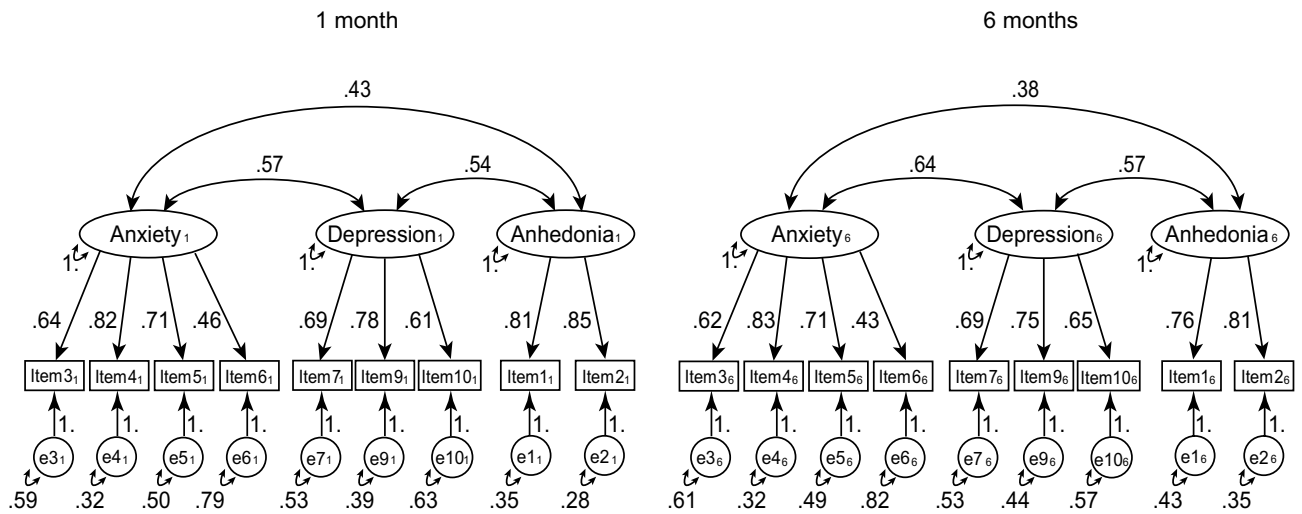 1 month 6 months
.43 .38
.57 .54 .64 .57
Anxiety₁ Depression₁ Anhedonia₁ Anxiety₆ Depression₆ Anhedonia₆
1. 1. 1. 1. 1. 1.
.64 .82 .71 .46 .69 .78 .61 .81 .85 .62 .83 .71 .43 .69 .75 .65 .76 .81
Item3₁ Item4₁ Item5₁ Item6₁ Item7₁ Item9₁ Item10₁ Item1₁ Item2₁ Item3₆ Item4₆ Item5₆ Item6₆ Item7₆ Item9₆ Item10₆ Item1₆ Item2₆
1. 1. 1. 1. 1. 1. 1. 1. 1. 1. 1. 1. 1. 1. 1. 1. 1. 1.
e3₁ e4₁ e5₁ e6₁ e7₁ e9₁ e10₁ e1₁ e2₁ e3₆ e4₆ e5₆ e6₆ e7₆ e9₆ e10₆ e1₆ e2₆
.59 .32 .50 .79 .53 .39 .63 .35 .28 .61 .32 .49 .82 .53 .44 .57 .43 .35